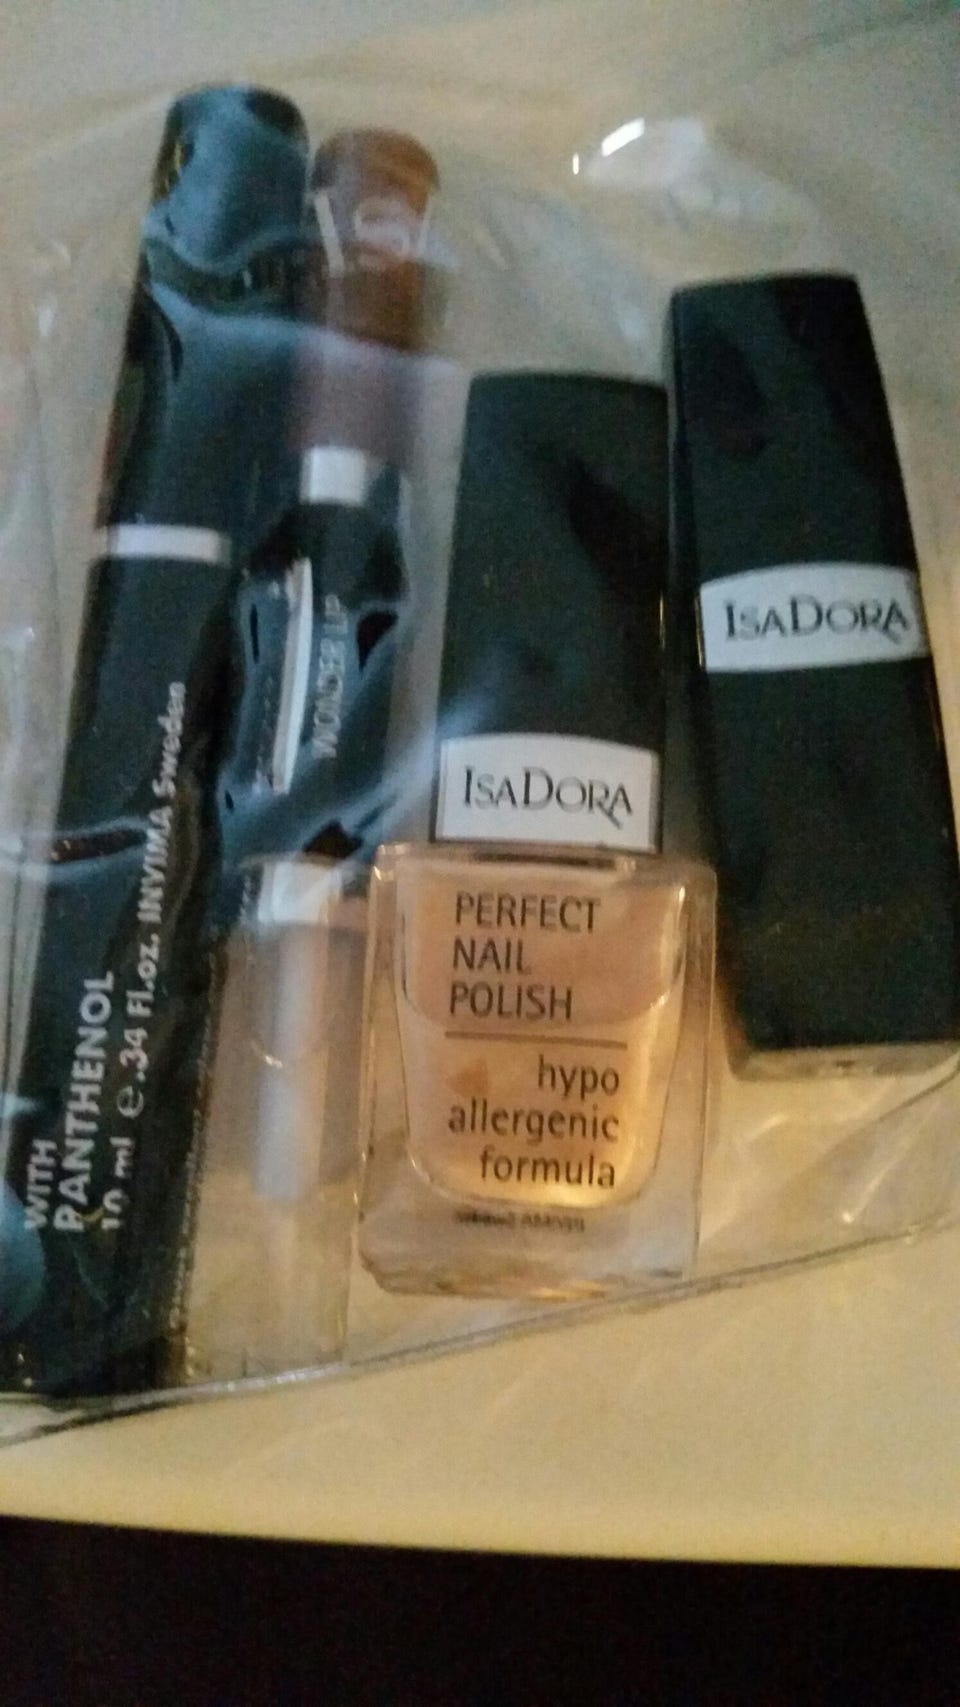 WITH
PANTHENOL
10 ml e .34 Fl.oz. INVIMA Sweden
WONDER LIP
ISADORA
PERFECT
NAIL
POLISH
hypo
allergenic
formula
ISADORA